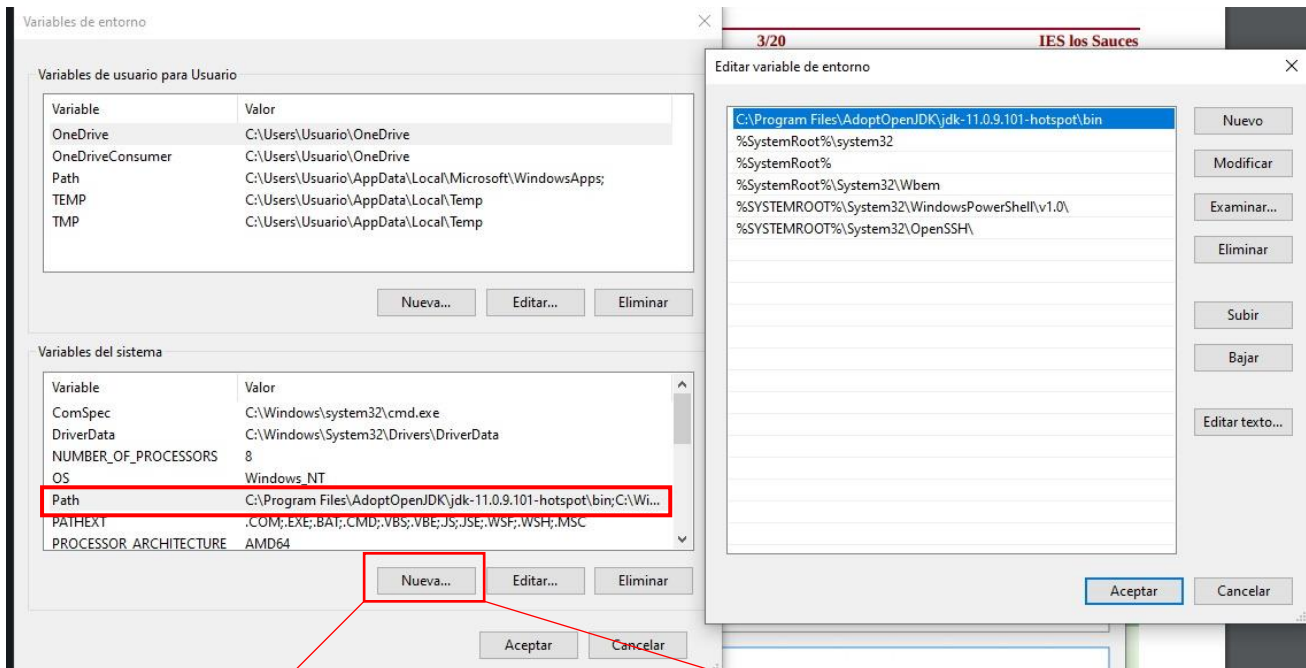 Variables de entorno
Variables de usuario para Usuario
Variable Valor
OneDrive C:\Users\Usuario\OneDrive
OneDriveConsumer C:\Users\Usuario\OneDrive
Path C:\Users\Usuario\AppData\Local\Microsoft\WindowsApps;
TEMP C:\Users\Usuario\AppData\Local\Temp
TMP C:\Users\Usuario\AppData\Local\Temp
Nueva... Editar... Eliminar
Variables del sistema
Variable Valor
ComSpec C:\Windows\system32\cmd.exe
DriverData C:\Windows\System32\Drivers\DriverData
NUMBER_OF_PROCESSORS 8
OS Windows_NT
Path C:\Program Files\AdoptOpenJDK\jdk-11.0.9.101-hotspot\bin;C:\Wi...
PATHEXT .COM;.EXE;.BAT;.CMD;.VBS;.VBE;.JS;.JSE;.WSF;.WSH;.MSC
PROCESSOR_ARCHITECTURE AMD64
Nueva... Editar... Eliminar
Aceptar Cancelar
3/20 IES los Sauces
Editar variable de entorno
C:\Program Files\AdoptOpenJDK\jdk-11.0.9.101-hotspot\bin
%SystemRoot%\system32
%SystemRoot%
%SystemRoot%\System32\Wbem
%SYSTEMROOT%\System32\WindowsPowerShell\v1.0\
%SYSTEMROOT%\System32\OpenSSH\
Nuevo
Modificar
Examinar...
Eliminar
Subir
Bajar
Editar texto...
Aceptar Cancelar